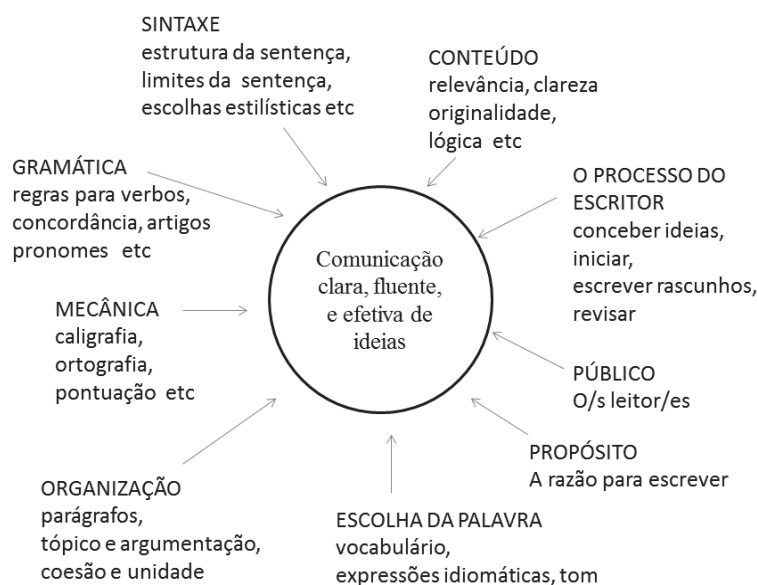 SINTAXE
estrutura da sentença,
limites da sentença,
escolhas estilísticas etc
CONTEÚDO
relevância, clareza
originalidade,
lógica etc
GRAMÁTICA
regras para verbos,
concordância, artigos
pronomes etc
O PROCESSO DO
ESCRITOR
conceber ideias,
iniciar,
escrever rascunhos,
revisar
Comunicação
clara, fluente,
e efetiva de
ideias
MECÂNICA
caligrafia,
ortografia,
pontuação etc
PÚBLICO
O/s leitor/es
PROPÓSITO
A razão para escrever
ORGANIZAÇÃO
parágrafos,
tópico e argumentação,
coesão e unidade
ESCOLHA DA PALAVRA
vocabulário,
expressões idiomáticas, tom